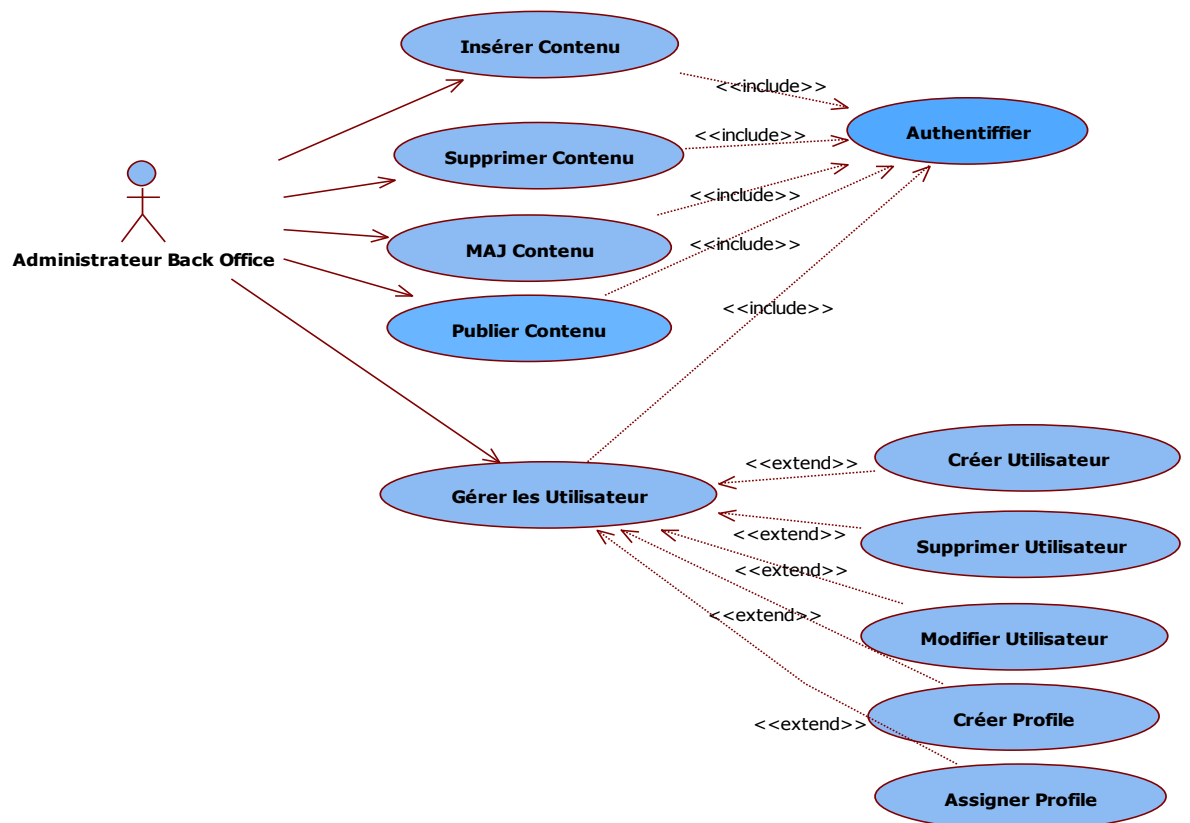 Insérer Contenu
<<include>>
Authentiffier
<<include>>
Supprimer Contenu
<<include>>
MAJ Contenu
<<include>>
Administrateur Back Office
<<include>>
Publier Contenu
Créer Utilisateur
<<extend>>
Gérer les Utilisateur
<<extend>>
Supprimer Utilisateur
<<extend>>
<<extend>>
Modifier Utilisateur
Créer Profile
<<extend>>
Assigner Profile